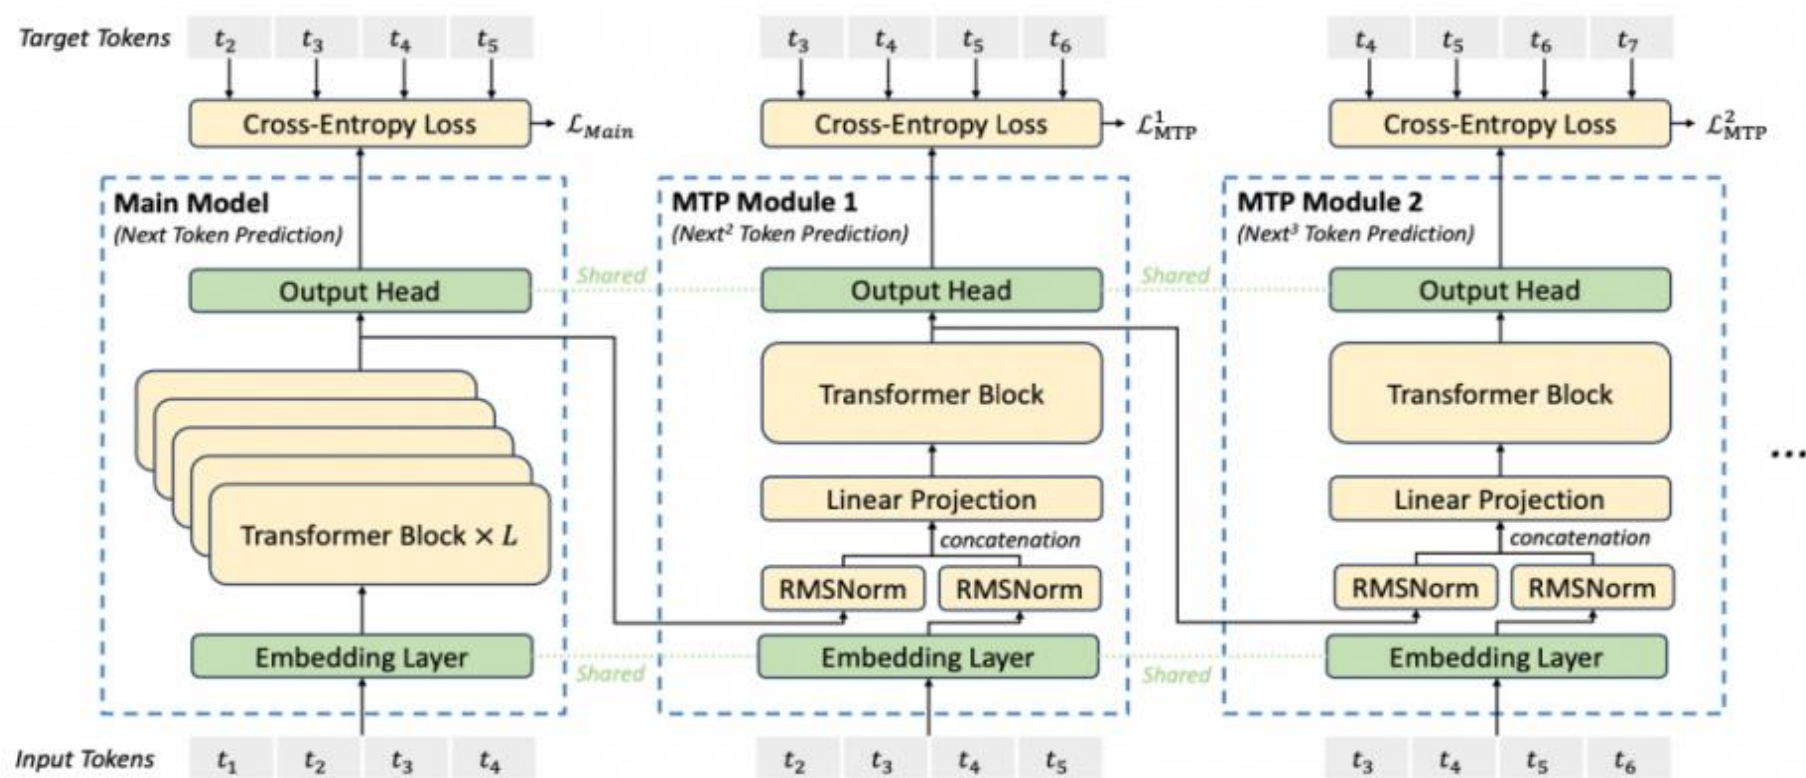 Target Tokens t₂ t₃ t₄ t₅ t₃ t₄ t₅ t₆ t₄ t₅ t₆ t₇
Cross-Entropy Loss ℒ_Main Cross-Entropy Loss ℒ¹_MTP Cross-Entropy Loss ℒ²_MTP
Main Model MTP Module 1 MTP Module 2
(Next Token Prediction) (Next² Token Prediction) (Next³ Token Prediction)
Shared Shared
Output Head Output Head Output Head
Transformer Block Transformer Block
...
Linear Projection Linear Projection
Transformer Block × L concatenation concatenation
RMSNorm RMSNorm RMSNorm RMSNorm
Embedding Layer Embedding Layer Embedding Layer
Shared Shared
Input Tokens t₁ t₂ t₃ t₄ t₂ t₃ t₄ t₅ t₃ t₄ t₅ t₆